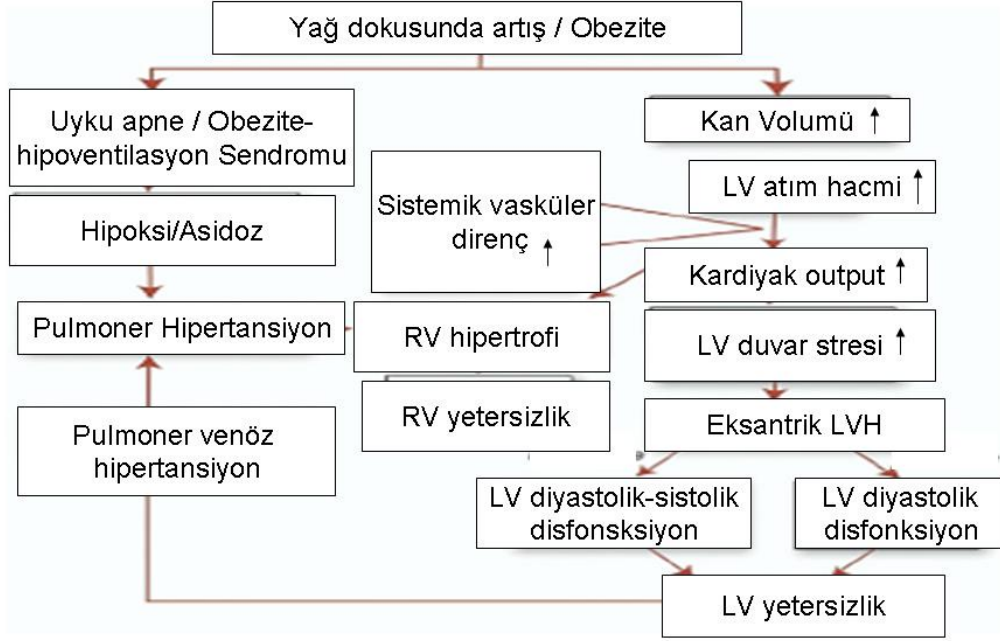 Yağ dokusunda artış / Obezite
Uyku apne / Obezite-
hipoventilasyon Sendromu
Hipoksi/Asidoz
Pulmoner Hipertansiyon
Pulmoner venöz
hipertansiyon
Sistemik vasküler
direnç ↑
RV hipertrofi
RV yetersizlik
Kan Volumü ↑
LV atım hacmi ↑
Kardiyak output ↑
LV duvar stresi ↑
Eksantrik LVH
LV diyastolik-sistolik
disfonsksiyon
LV diyastolik
disfonksiyon
LV yetersizlik